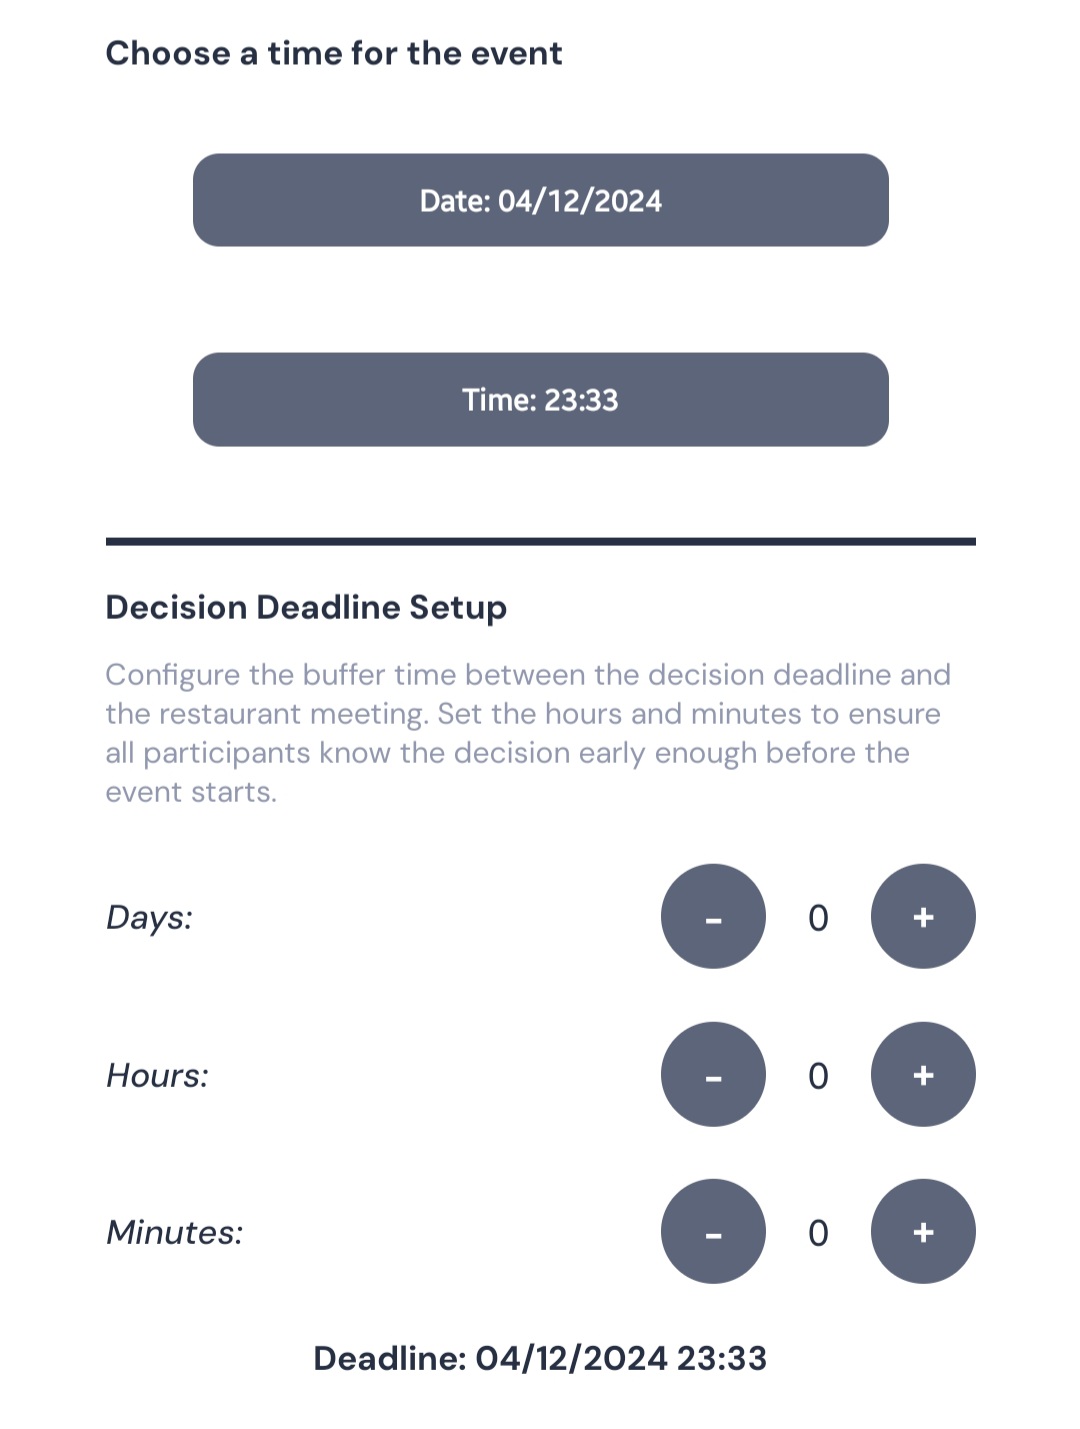 Choose a time for the event
Date: 04/12/2024
Time: 23:33
Decision Deadline Setup
Configure the buffer time between the decision deadline and
the restaurant meeting. Set the hours and minutes to ensure
all participants know the decision early enough before the
event starts.
Days: - 0 +
Hours: - 0 +
Minutes: - 0 +
Deadline: 04/12/2024 23:33